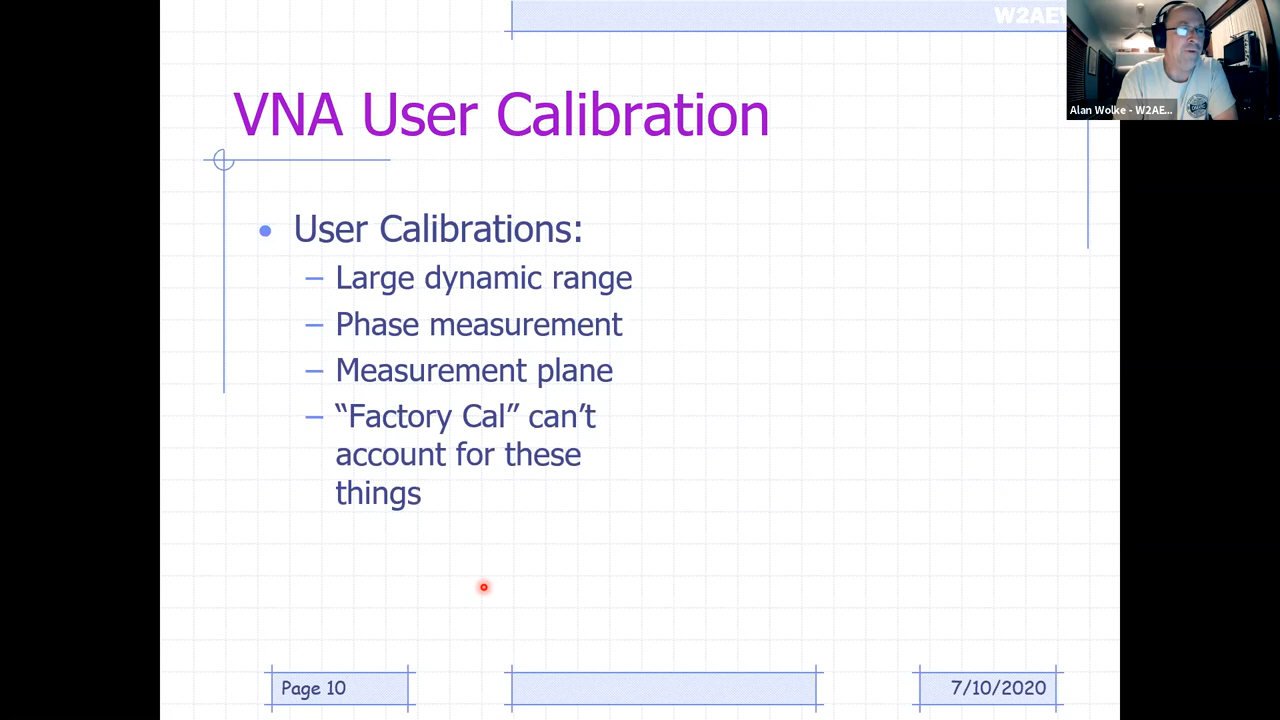 W2AEW
Alan Wolke - W2AE...
VNA User Calibration
• User Calibrations:
– Large dynamic range
– Phase measurement
– Measurement plane
– “Factory Cal” can’t
account for these
things
Page 10
7/10/2020